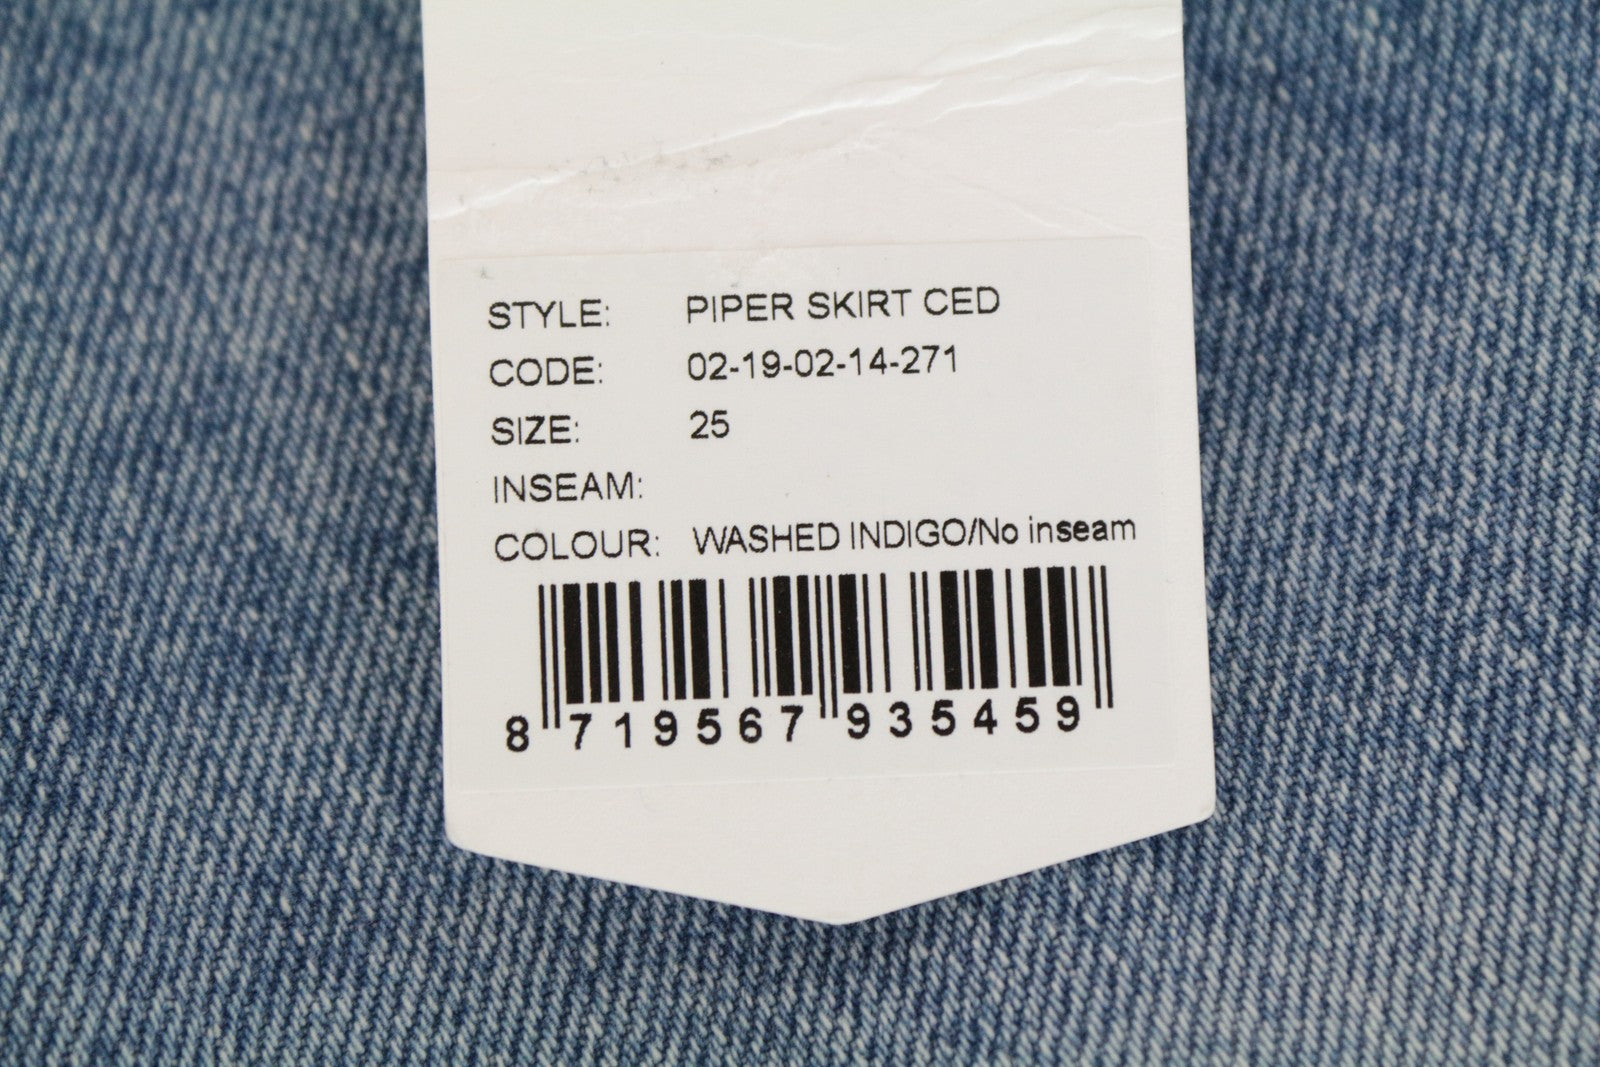 STYLE: PIPER SKIRT CED
CODE: 02-19-02-14-271
SIZE: 25
INSEAM:
COLOUR: WASHED INDIGO/No inseam
8 719567 935459